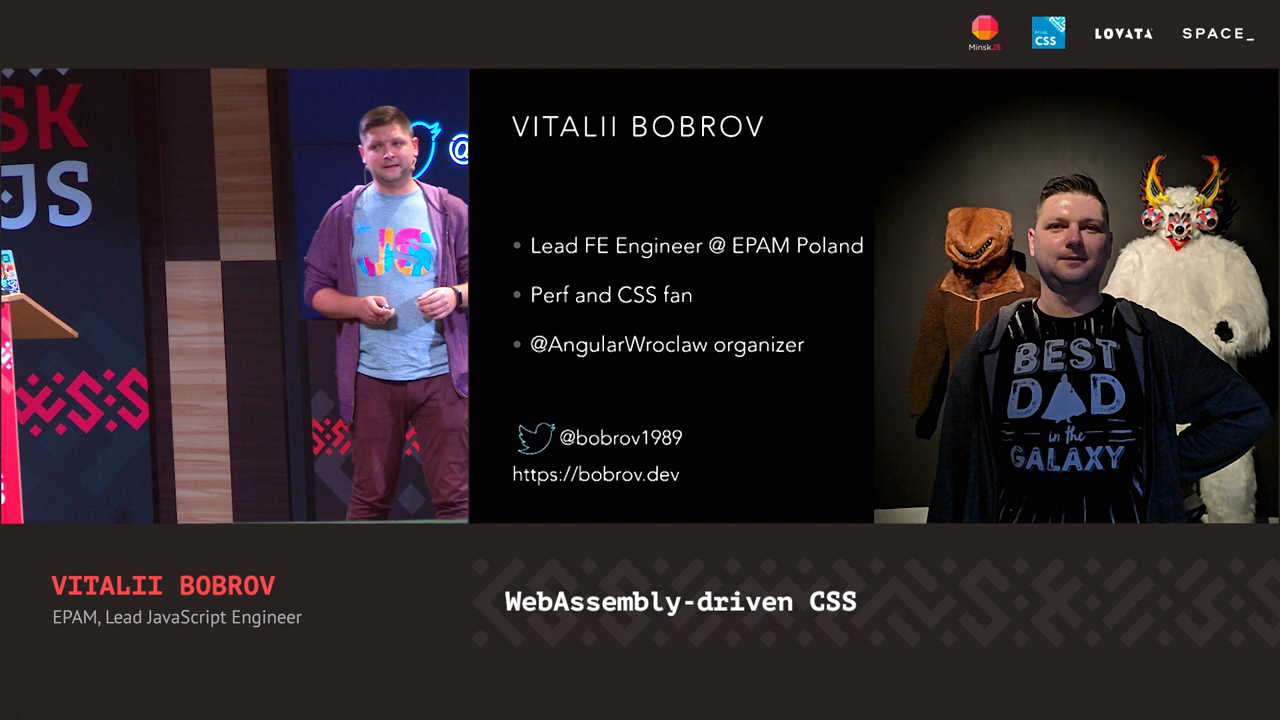 MinskJS
Minsk
CSS
LOVATA
SPACE_
SK
JS
@
JS
VITALII BOBROV
• Lead FE Engineer @ EPAM Poland
• Perf and CSS fan
• @AngularWroclaw organizer
@bobrov1989
https://bobrov.dev
BEST
DAD
in the
GALAXY
VITALII BOBROV
EPAM, Lead JavaScript Engineer
WebAssembly-driven CSS